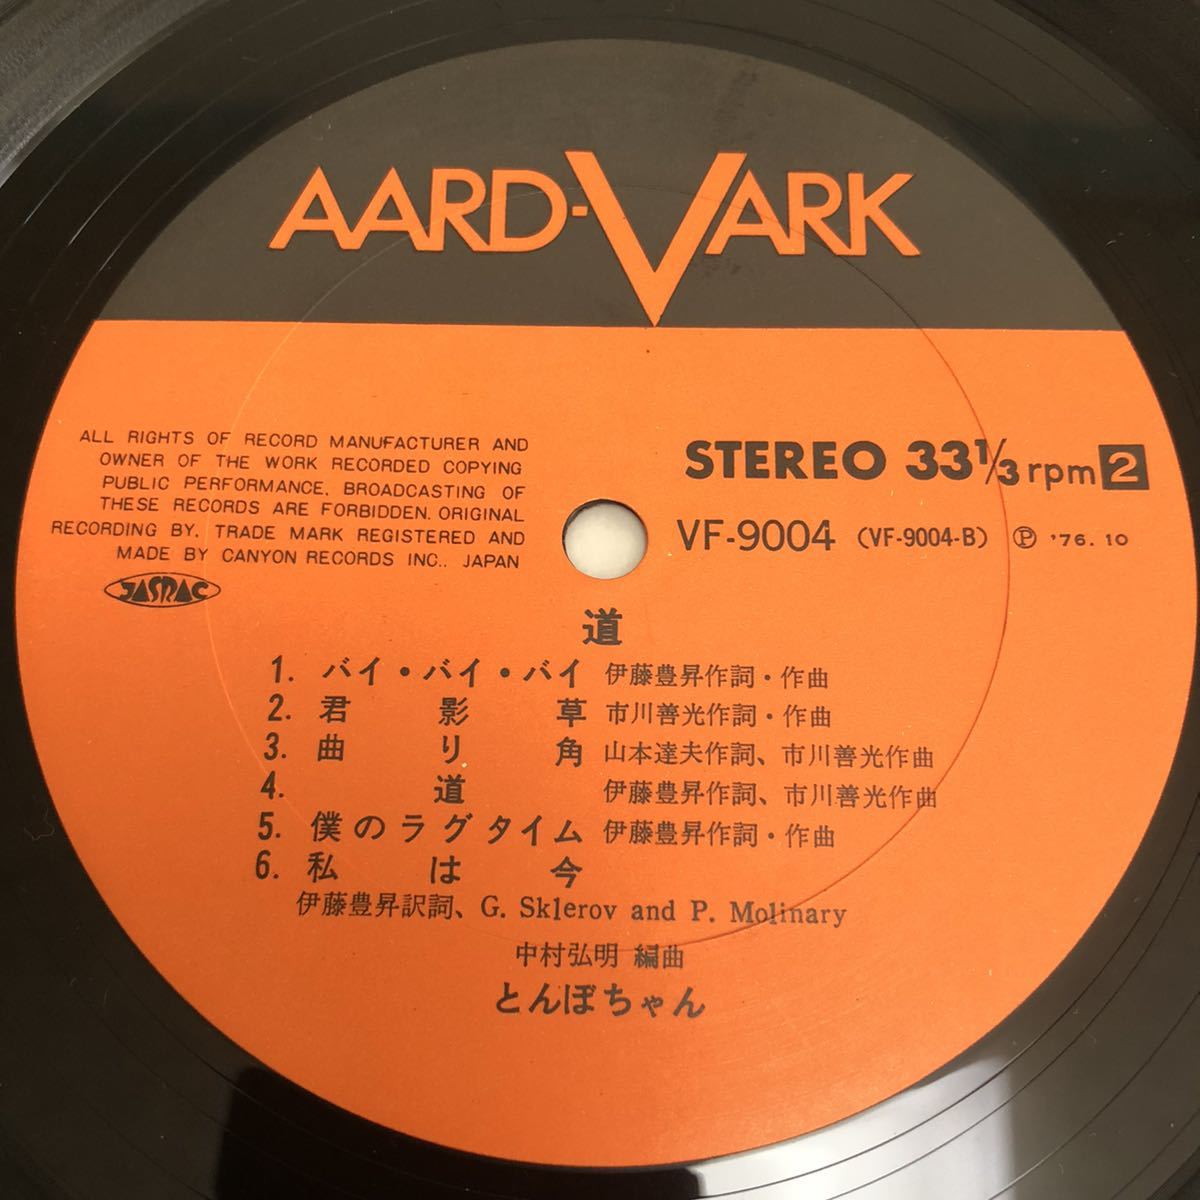 AARD-VARK
ALL RIGHTS OF RECORD MANUFACTURER AND
OWNER OF THE WORK RECORDED COPYING
PUBLIC PERFORMANCE, BROADCASTING OF
THESE RECORDS ARE FORBIDDEN. ORIGINAL
RECORDING BY. TRADE MARK REGISTERED AND
MADE BY CANYON RECORDS INC., JAPAN
JASRAC
STEREO 33 1/3 rpm 2
VF-9004 (VF-9004-B) Ⓟ '76. 10
道
1. バイ・バイ・バイ 伊藤豊昇作詞・作曲
2. 君影草 市川善光作詞・作曲
3. 曲り角 山本達夫作詞、市川善光作曲
4. 道 伊藤豊昇作詞、市川善光作曲
5. 僕のラグタイム 伊藤豊昇作詞・作曲
6. 私は今
伊藤豊昇訳詞、G. Sklerov and P. Molinary
中村弘明 編曲
とんぼちゃん